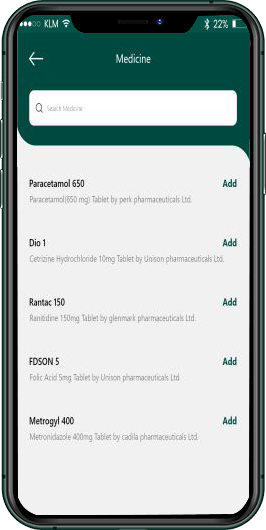 KLM 22%
Medicine
Seach Medicine
Paracetamol 650 Add
Paracetamol(650 mg) Tablet by perk pharmaceuticals Ltd.
Dio 1 Add
Cetrizine Hydrochloride 10mg Tablet by Unison pharmaceuticals Ltd.
Rantac 150 Add
Ranitidine 150mg Tablet by glenmark pharmaceuticals Ltd.
FDSON 5 Add
Folic Acid 5mg Tablet by Unison pharmaceuticals Ltd.
Metrogyl 400 Add
Metronidazole 400mg Tablet by cadila pharmaceuticals Ltd.